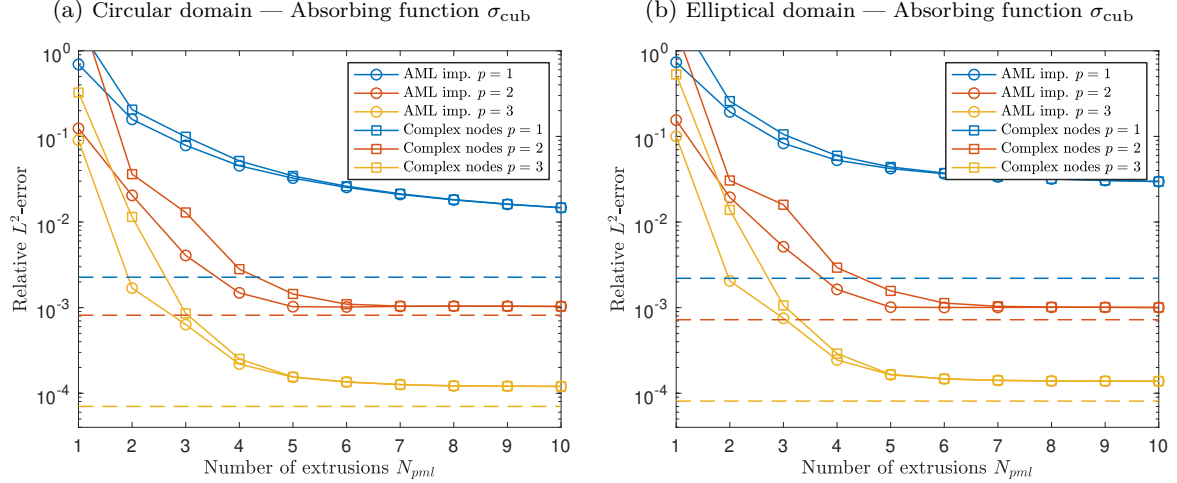 (a) Circular domain — Absorbing function σcub
10⁰
10⁻¹
10⁻²
10⁻³
10⁻⁴
Relative L²-error
AML imp. p = 1
AML imp. p = 2
AML imp. p = 3
Complex nodes p = 1
Complex nodes p = 2
Complex nodes p = 3
1 2 3 4 5 6 7 8 9 10
Number of extrusions Npml
(b) Elliptical domain — Absorbing function σcub
10⁰
10⁻¹
10⁻²
10⁻³
10⁻⁴
Relative L²-error
AML imp. p = 1
AML imp. p = 2
AML imp. p = 3
Complex nodes p = 1
Complex nodes p = 2
Complex nodes p = 3
1 2 3 4 5 6 7 8 9 10
Number of extrusions Npml